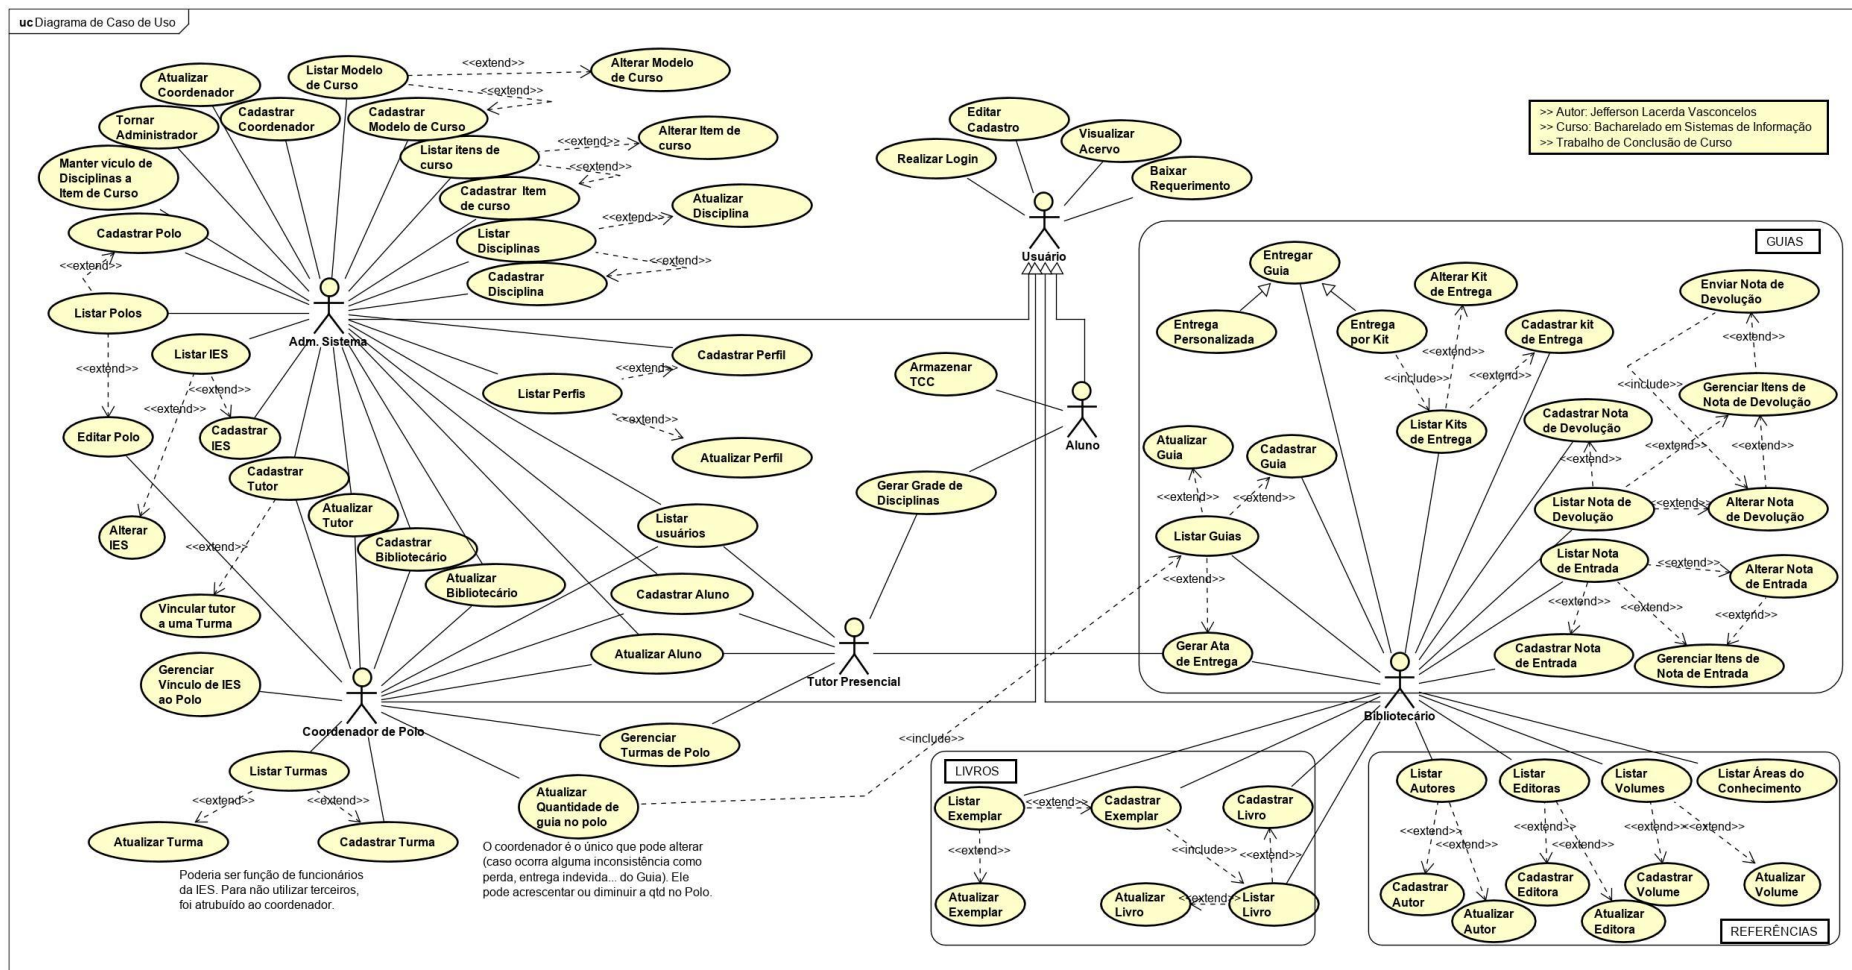 uc Diagrama de Caso de Uso
Atualizar
Coordenador
Listar Modelo
de Curso
<<extend>>
Alterar Modelo
de Curso
Tornar
Administrador
Cadastrar
Coordenador
Cadastrar
Modelo de Curso
<<extend>>
Manter viculo de
Disciplinas a
Item de Curso
Listar itens de
curso
<<extend>>
Alterar Item de
curso
Cadastrar Item
de curso
<<extend>>
Cadastrar Polo
Listar
Disciplinas
<<extend>>
Atualizar
Disciplina
<<extend>>
Cadastrar
Disciplina
<<extend>>
Listar Polos
Adm. Sistema
Listar IES
<<extend>>
<<extend>>
<<extend>>
Editar Polo
Cadastrar
IES
Cadastrar Perfil
<<extend>>
Listar Perfis
<<extend>>
Atualizar Perfil
Cadastrar
Tutor
Atualizar
Tutor
Alterar
IES
<<extend>>
Cadastrar
Bibliotecário
Atualizar
Bibliotecário
Listar
usuários
Vincular tutor
a uma Turma
Cadastrar Aluno
Atualizar Aluno
Gerenciar
Vinculo de IES
ao Polo
Coordenador de Polo
Tutor Presencial
Gerenciar
Turmas de Polo
Listar Turmas
<<extend>>
<<extend>>
Atualizar Turma
Cadastrar Turma
Atualizar
Quantidade de
guia no polo
<<include>>
Poderia ser função de funcionários
da IES. Para não utilizar terceiros,
foi atrubuído ao coordenador.
O coordenador é o único que pode alterar
(caso ocorra alguma inconsistência como
perda, entrega indevida... do Guia). Ele
pode acrescentar ou diminuir a qtd no Polo.
Editar
Cadastro
Realizar Login
Visualizar
Acervo
Baixar
Requerimento
Usuário
Armazenar
TCC
Aluno
Gerar Grade de
Disciplinas
>> Autor: Jefferson Lacerda Vasconcelos
>> Curso: Bacharelado em Sistemas de Informação
>> Trabalho de Conclusão de Curso
GUIAS
Entregar
Guia
Entrega
Personalizada
Entrega
por Kit
Alterar Kit
de Entrega
Cadastrar kit
de Entrega
<<extend>>
<<extend>>
<<include>>
Listar Kits
de Entrega
Enviar Nota de
Devolução
<<extend>>
<<include>>
Gerenciar Itens de
Nota de Devolução
Cadastrar Nota
de Devolução
<<extend>>
<<extend>>
<<extend>>
Listar Nota de
Devolução
<<extend>>
Alterar Nota
de Devolução
Atualizar
Guia
Cadastrar
Guia
<<extend>>
<<extend>>
Listar Guias
<<extend>>
Gerar Ata
de Entrega
Listar Nota
de Entrada
<<extend>>
Alterar Nota
de Entrada
<<extend>>
<<extend>>
<<extend>>
Cadastrar Nota
de Entrada
Gerenciar Itens de
Nota de Entrada
Bibliotecário
LIVROS
Listar
Exemplar
<<extend>>
Cadastrar
Exemplar
Cadastrar
Livro
<<extend>>
<<include>>
<<extend>>
Atualizar
Exemplar
Atualizar
Livro
<<extend>>
Listar
Livro
Listar
Autores
Listar
Editoras
Listar
Volumes
Listar Áreas do
Conhecimento
<<extend>>
<<extend>>
<<extend>>
<<extend>>
<<extend>>
<<extend>>
Cadastrar
Autor
Atualizar
Autor
Cadastrar
Editora
Atualizar
Editora
Cadastrar
Volume
Atualizar
Volume
REFERÊNCIAS